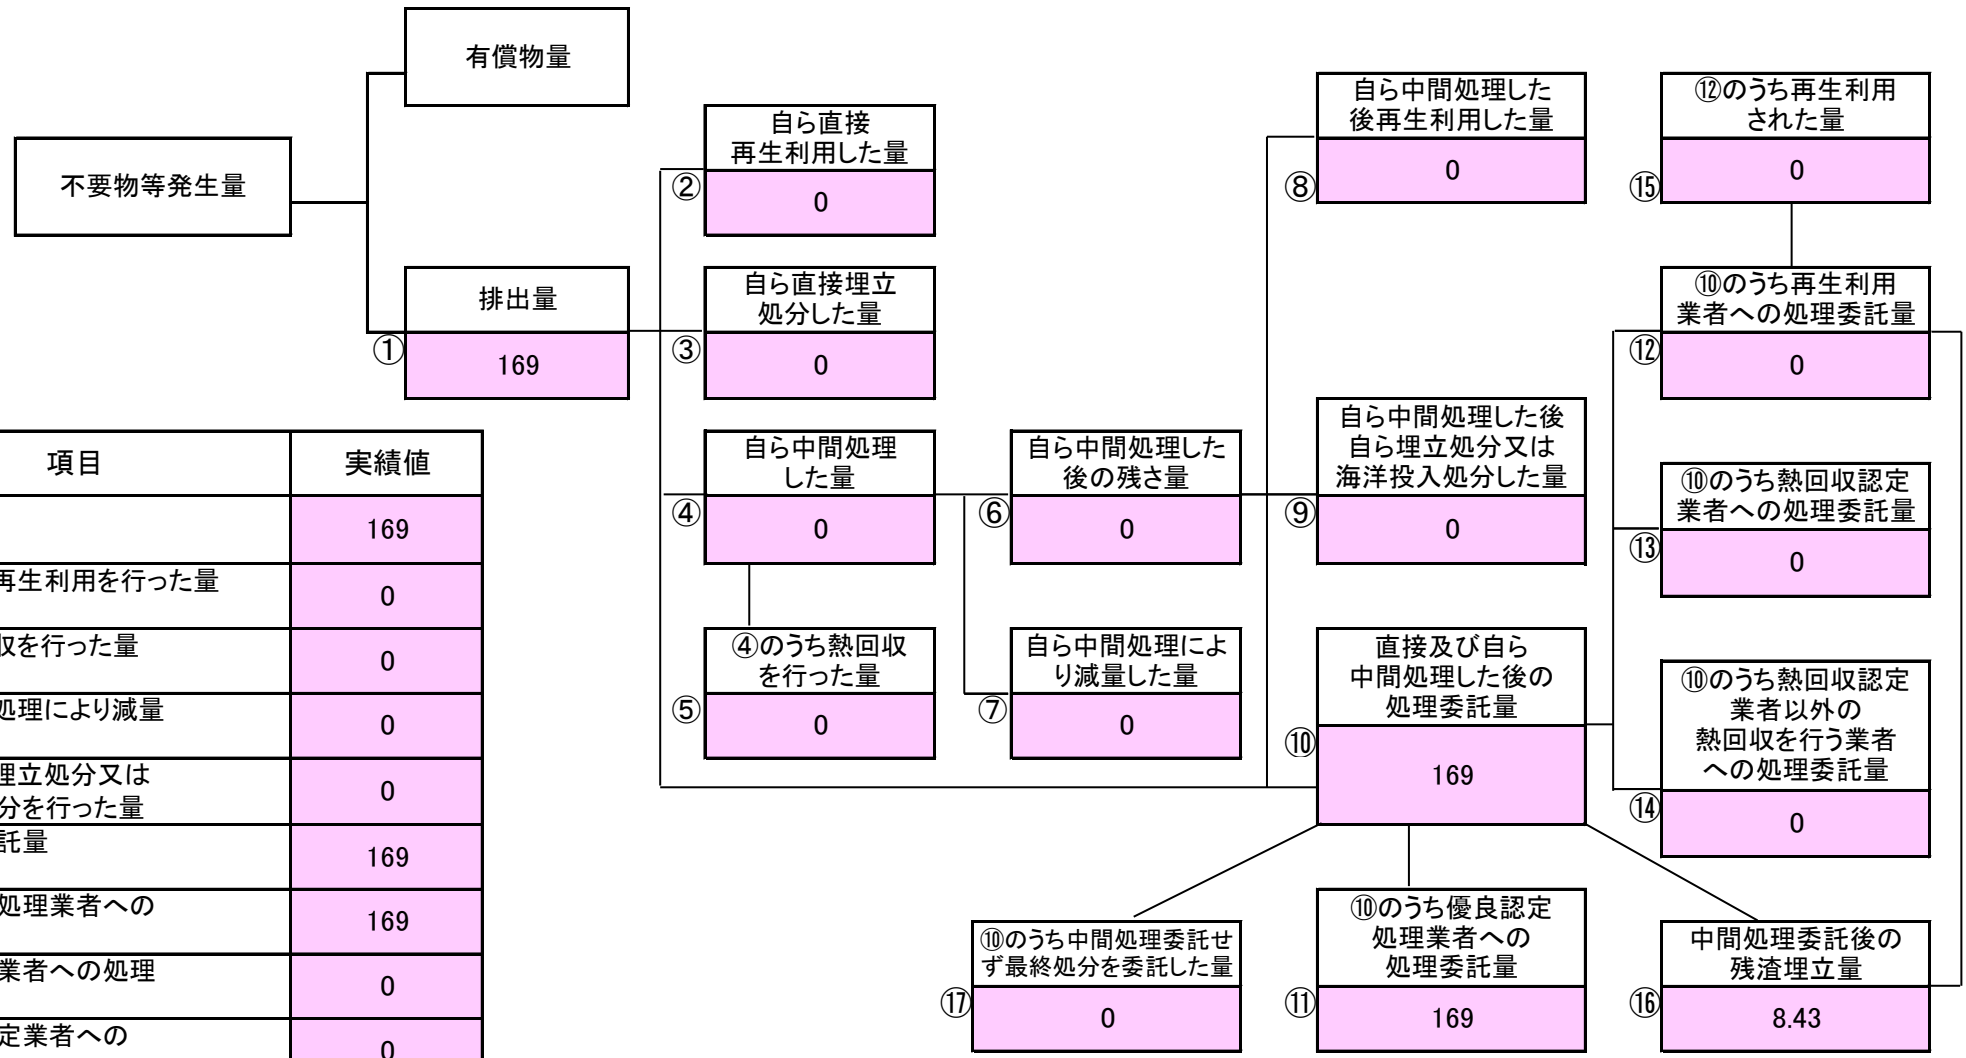 有償物量
不要物等発生量
排出量
①
169
自ら直接
再生利用した量
②
0
自ら直接埋立
処分した量
③
0
自ら中間処理
した量
④
0
④のうち熱回収
を行った量
⑤
0
自ら中間処理した
後の残さ量
⑥
0
自ら中間処理によ
り減量した量
⑦
0
自ら中間処理した
後再生利用した量
⑧
0
自ら中間処理した後
自ら埋立処分又は
海洋投入処分した量
⑨
0
直接及び自ら
中間処理した後の
処理委託量
⑩
169
⑫のうち再生利用
された量
⑮
0
⑩のうち再生利用
業者への処理委託量
⑫
0
⑩のうち熱回収認定
業者への処理委託量
⑬
0
⑩のうち熱回収認定
業者以外の
熱回収を行う業者
への処理委託量
⑭
0
⑩のうち中間処理委託せ
ず最終処分を委託した量
⑰
0
⑩のうち優良認定
処理業者への
処理委託量
⑪
169
中間処理委託後の
残渣埋立量
⑯
8.43
項目 実績値
169
再生利用を行った量
0
収を行った量
0
処理により減量
0
埋立処分又は
分を行った量
0
託量
169
処理業者への
169
業者への処理
0
定業者への
0